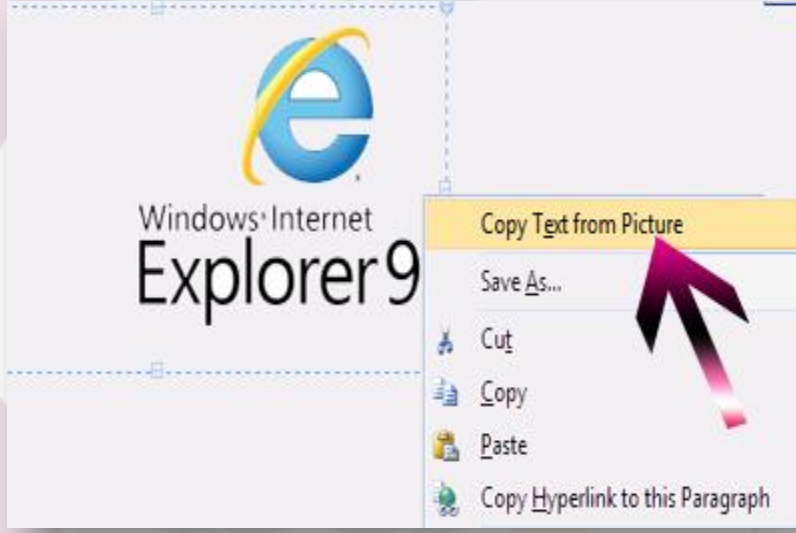 Windows Internet
Explorer 9
Copy Text from Picture
Save As...
Cut
Copy
Paste
Copy Hyperlink to this Paragraph